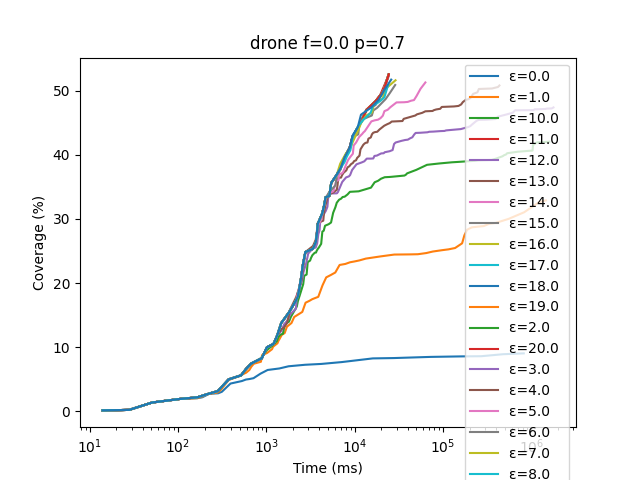 drone f=0.0 p=0.7
Coverage (%)
50
40
30
20
10
0
10¹
10²
10³
10⁴
10⁵
10⁶
Time (ms)
ε=0.0
ε=1.0
ε=10.0
ε=11.0
ε=12.0
ε=13.0
ε=14.0
ε=15.0
ε=16.0
ε=17.0
ε=18.0
ε=19.0
ε=2.0
ε=20.0
ε=3.0
ε=4.0
ε=5.0
ε=6.0
ε=7.0
ε=8.0